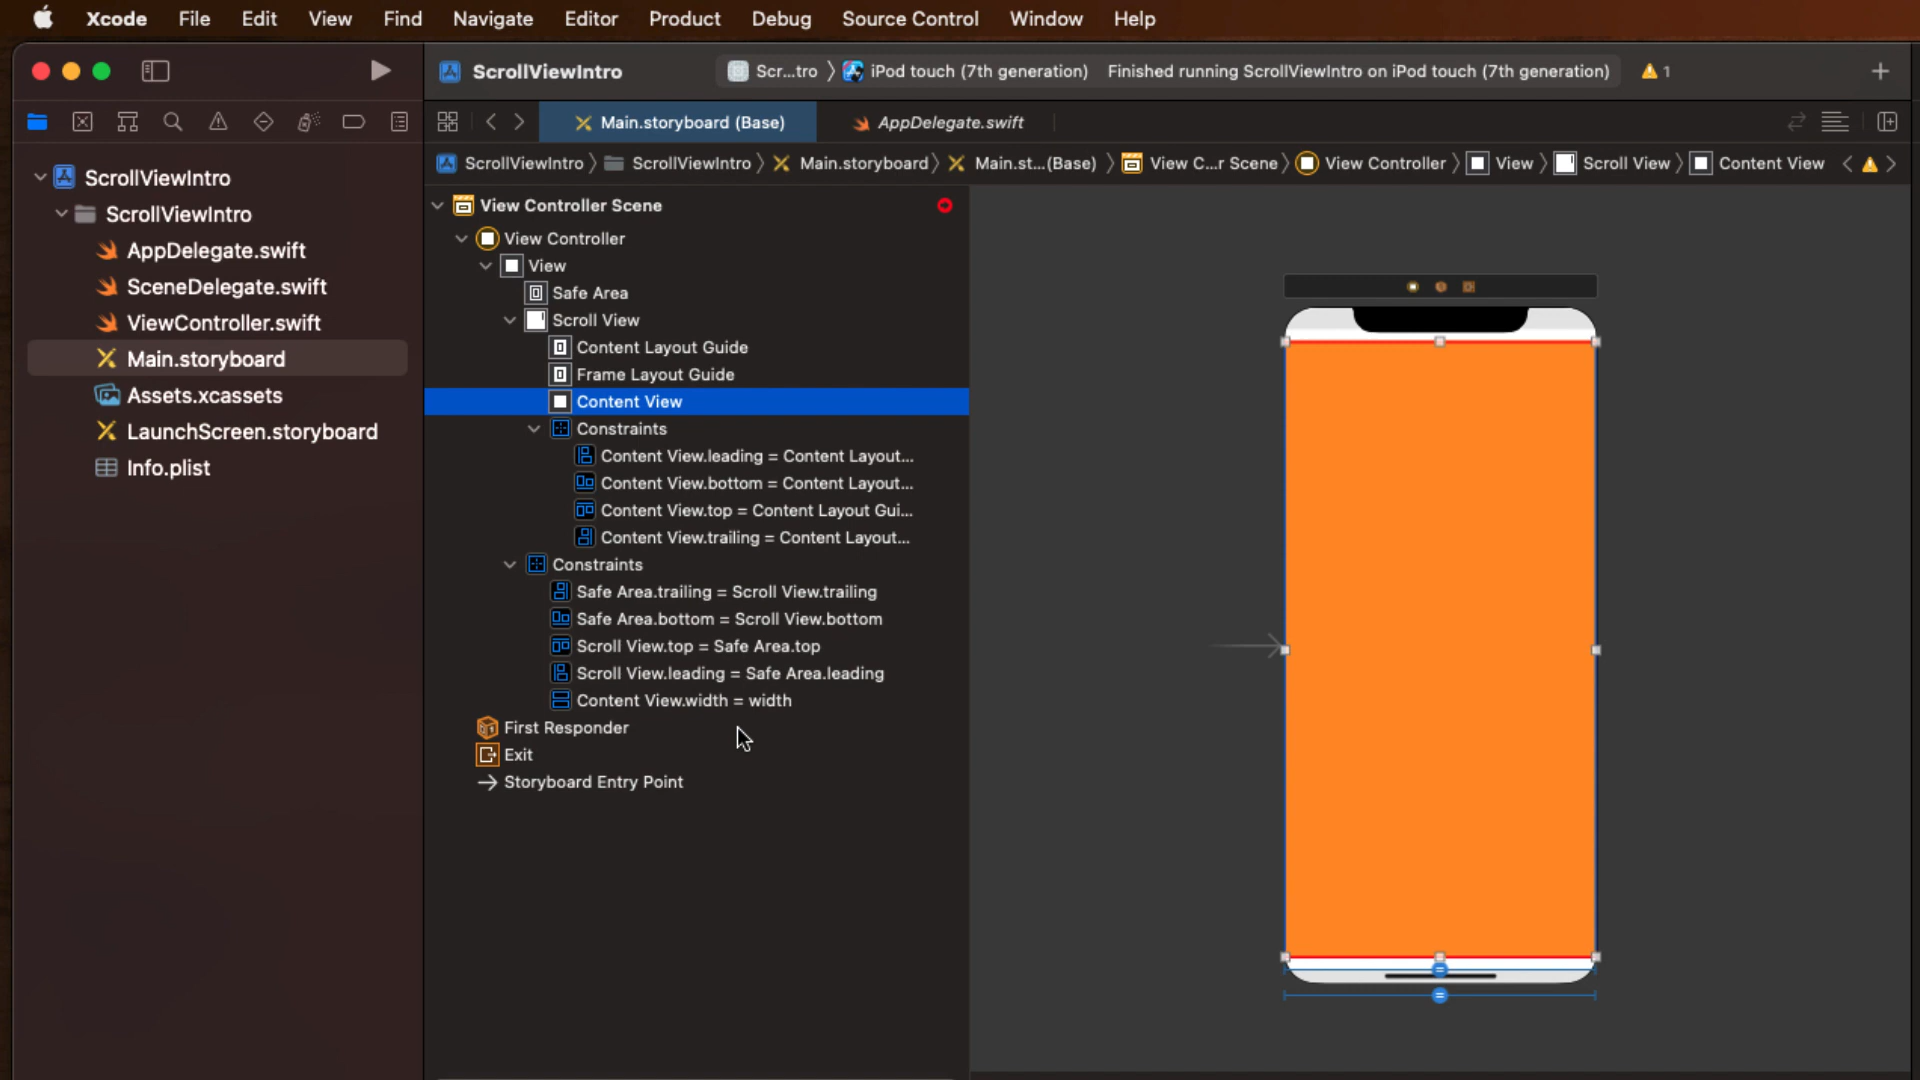 Xcode File Edit View Find Navigate Editor Product Debug Source Control Window Help
ScrollViewIntro
Scr...tro
iPod touch (7th generation)
Finished running ScrollViewIntro on iPod touch (7th generation)
1
Main.storyboard (Base)
AppDelegate.swift
ScrollViewIntro
ScrollViewIntro
Main.storyboard
Main.st...(Base)
View C...r Scene
View Controller
View
Scroll View
Content View
ScrollViewIntro
ScrollViewIntro
AppDelegate.swift
SceneDelegate.swift
ViewController.swift
Main.storyboard
Assets.xcassets
LaunchScreen.storyboard
Info.plist
View Controller Scene
View Controller
View
Safe Area
Scroll View
Content Layout Guide
Frame Layout Guide
Content View
Constraints
Content View.leading = Content Layout...
Content View.bottom = Content Layout...
Content View.top = Content Layout Gui...
Content View.trailing = Content Layout...
Constraints
Safe Area.trailing = Scroll View.trailing
Safe Area.bottom = Scroll View.bottom
Scroll View.top = Safe Area.top
Scroll View.leading = Safe Area.leading
Content View.width = width
First Responder
Exit
Storyboard Entry Point